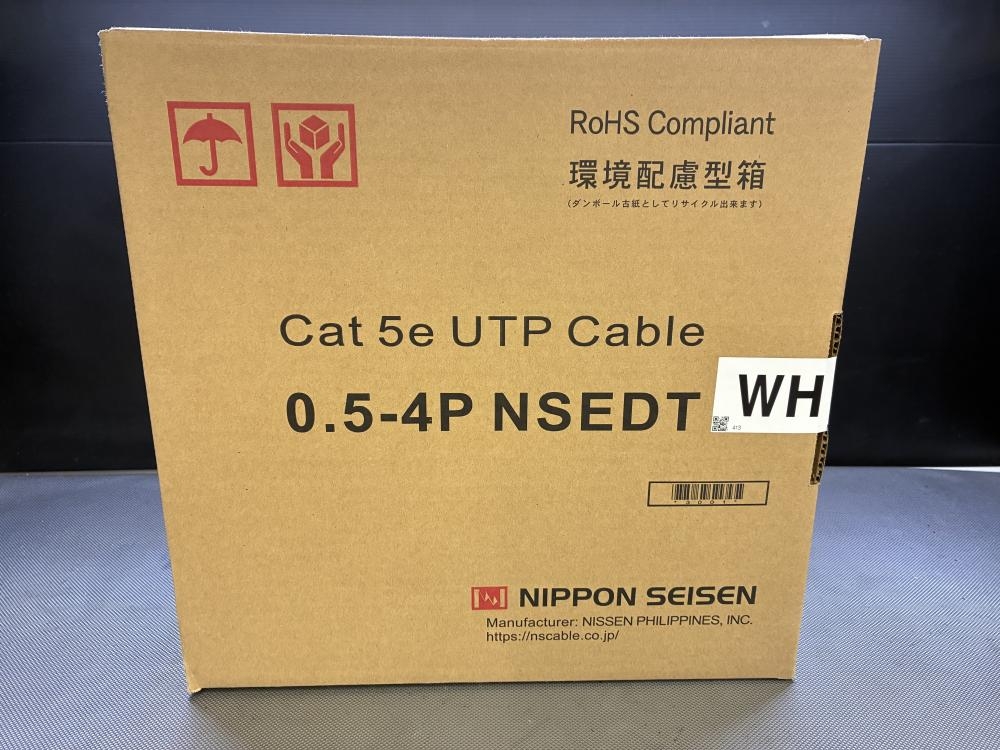 RoHS Compliant
環境配慮型箱
(ダンボール古紙としてリサイクル出来ます)
Cat 5e UTP Cable
0.5-4P NSEDT
WH
413
*3001*
NIPPON SEISEN
Manufacturer: NISSEN PHILIPPINES, INC.
https://nscable.co.jp/